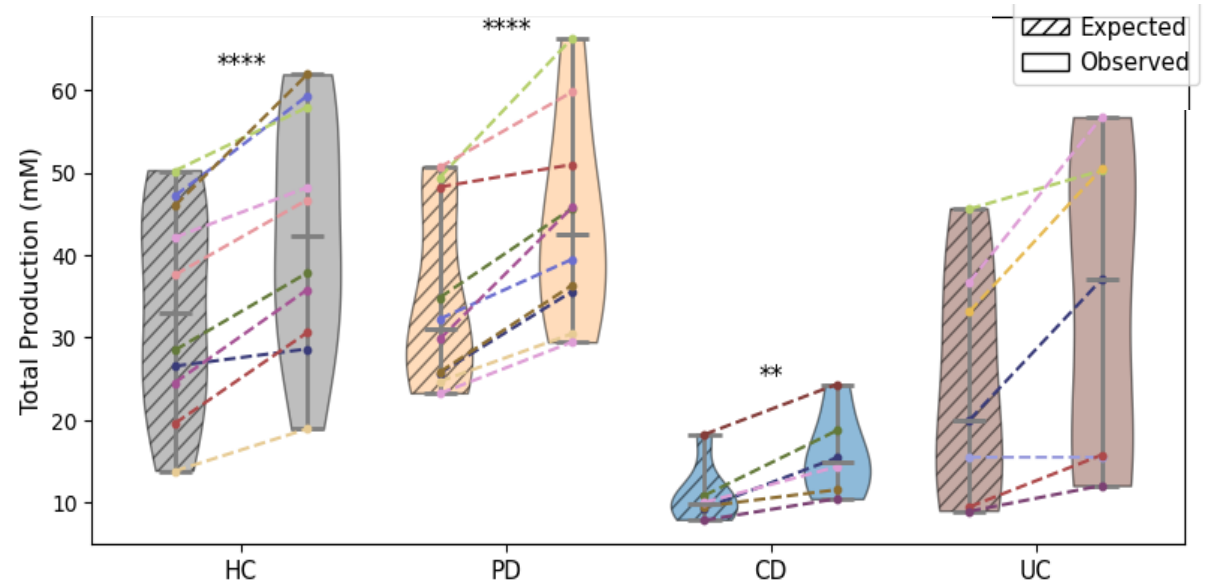 ****
****
**
Expected
Observed
Total Production (mM)
60
50
40
30
20
10
HC
PD
CD
UC